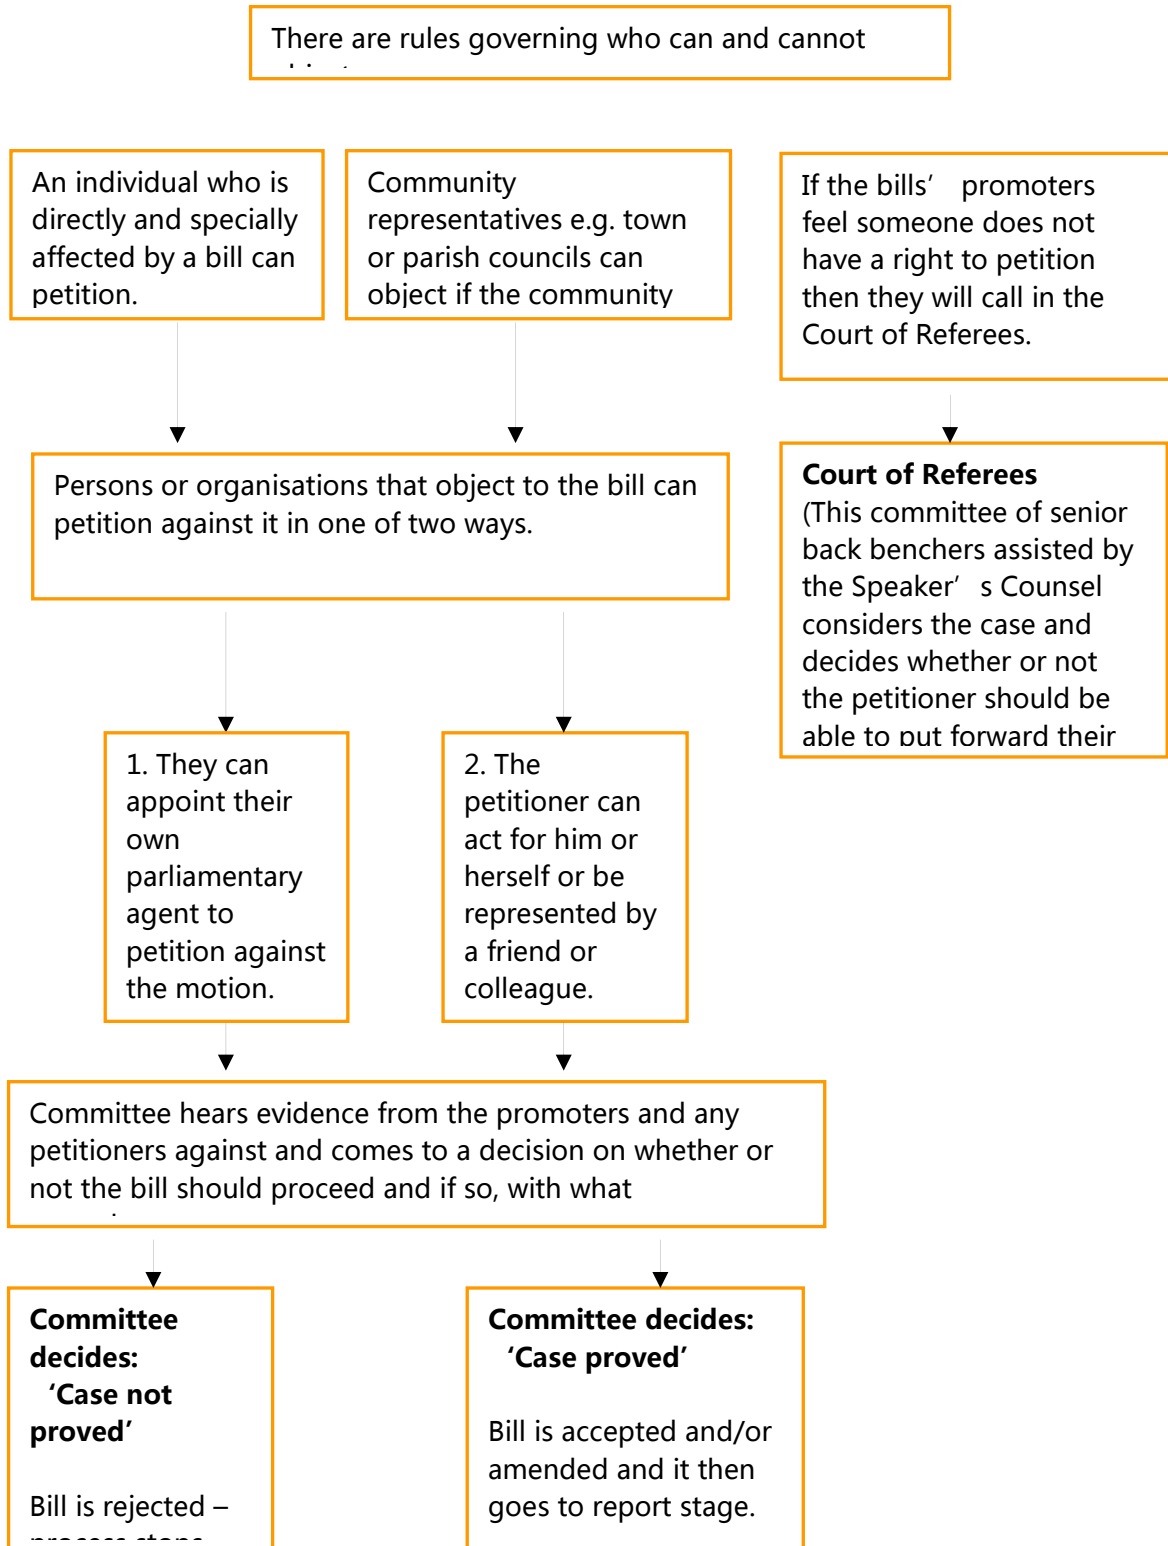 There are rules governing who can and cannot
An individual who is
directly and specially
affected by a bill can
petition.
Community
representatives e.g. town
or parish councils can
object if the community
If the bills’ promoters
feel someone does not
have a right to petition
then they will call in the
Court of Referees.
Court of Referees
(This committee of senior
back benchers assisted by
the Speaker’ s Counsel
considers the case and
decides whether or not
the petitioner should be
able to put forward their
Persons or organisations that object to the bill can
petition against it in one of two ways.
1. They can
appoint their
own
parliamentary
agent to
petition against
the motion.
2. The
petitioner can
act for him or
herself or be
represented by
a friend or
colleague.
Committee hears evidence from the promoters and any
petitioners against and comes to a decision on whether or
not the bill should proceed and if so, with what
Committee
decides:
‘Case not
proved’
Bill is rejected –
process stops
Committee decides:
‘Case proved’
Bill is accepted and/or
amended and it then
goes to report stage.